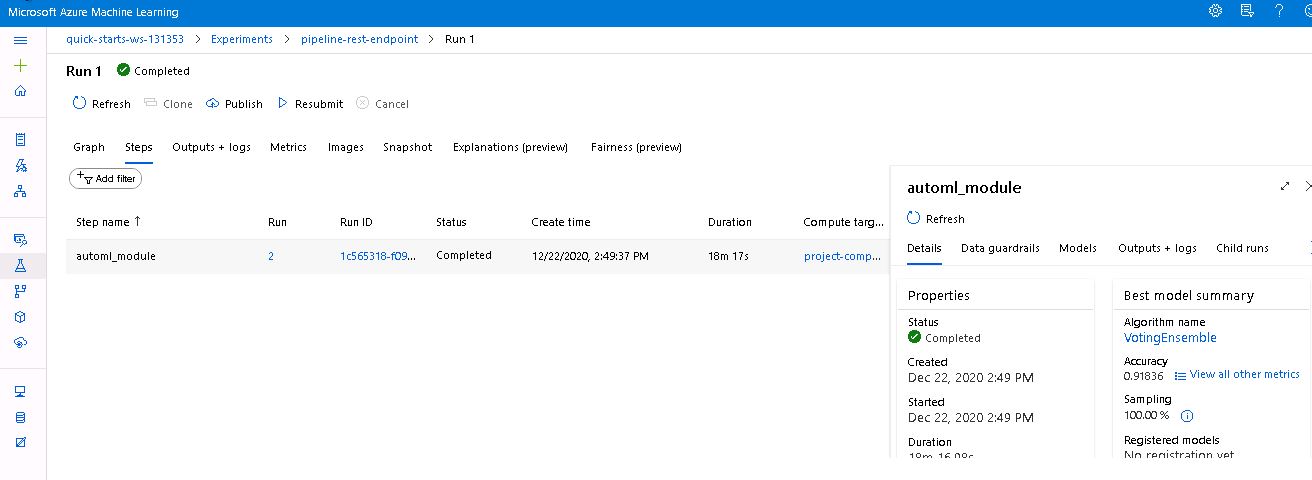 Microsoft Azure Machine Learning
quick-starts-ws-131353 > Experiments > pipeline-rest-endpoint > Run 1
Run 1 Completed
Refresh Clone Publish Resubmit Cancel
Graph Steps Outputs + logs Metrics Images Snapshot Explanations (preview) Fairness (preview)
Add filter
Step name ↑ Run Run ID Status Create time Duration Compute targ...
automl_module 2 1c565318-f09... Completed 12/22/2020, 2:49:37 PM 18m 17s project-comp...
automl_module
Refresh
Details Data guardrails Models Outputs + logs Child runs
Properties
Status
Completed
Created
Dec 22, 2020 2:49 PM
Started
Dec 22, 2020 2:49 PM
Duration
18m 16.98s
Best model summary
Algorithm name
VotingEnsemble
Accuracy
0.91836 View all other metrics
Sampling
100.00 %
Registered models
No registration yet